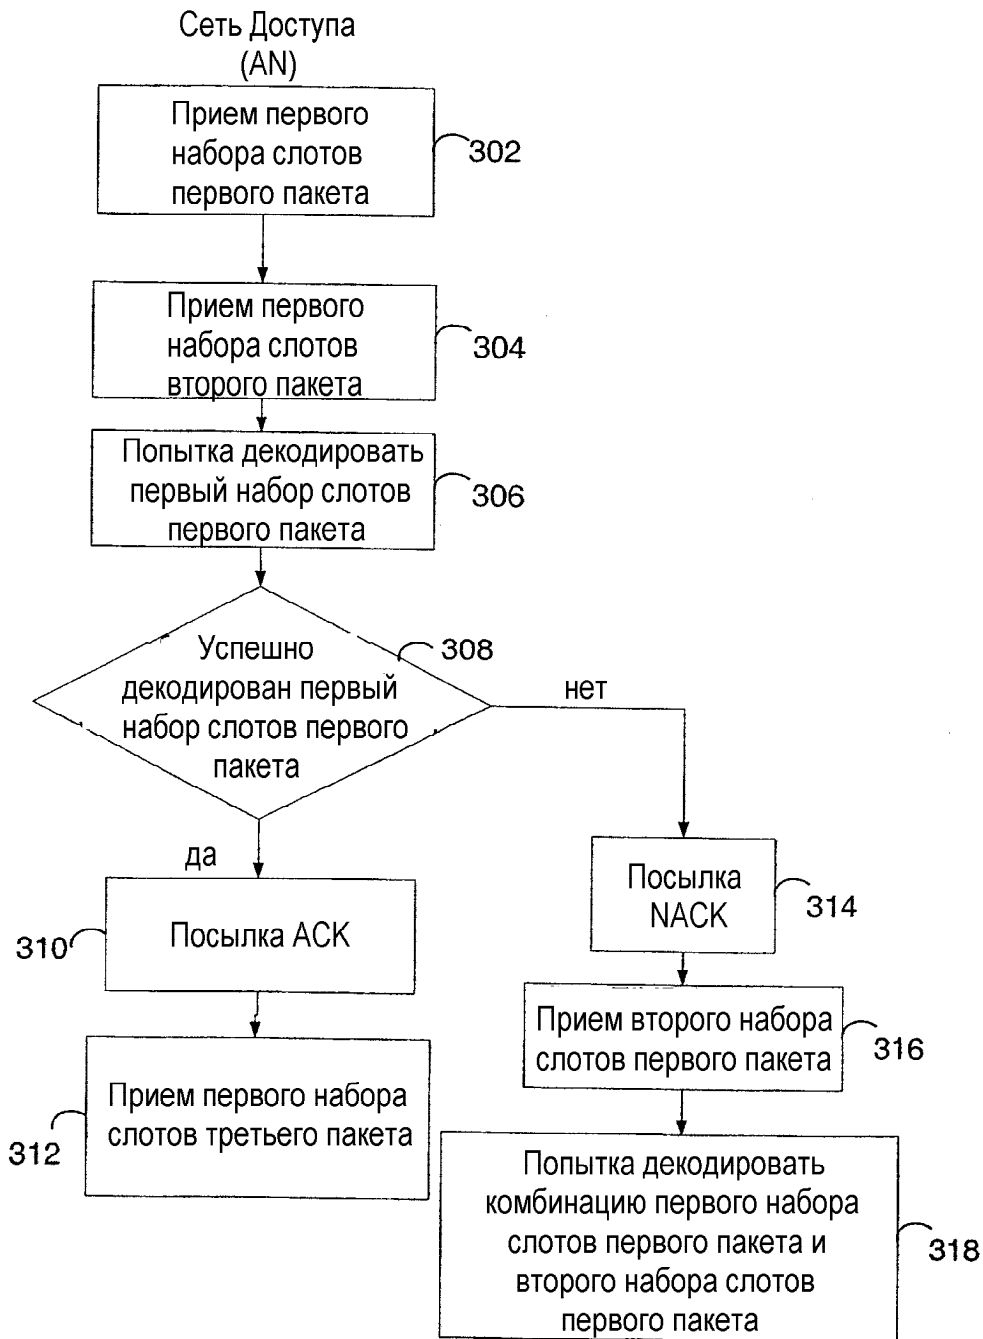 Сеть Доступа
(AN)
Прием первого
набора слотов
первого пакета
302
Прием первого
набора слотов
второго пакета
304
Попытка декодировать
первый набор слотов
первого пакета
306
Успешно
декодирован первый
набор слотов первого
пакета
308
нет
да
Посылка ACK
310
Посылка
NACK
314
Прием первого набора
слотов третьего пакета
312
Прием второго набора
слотов первого пакета
316
Попытка декодировать
комбинацию первого набора
слотов первого пакета и
второго набора слотов
первого пакета
318